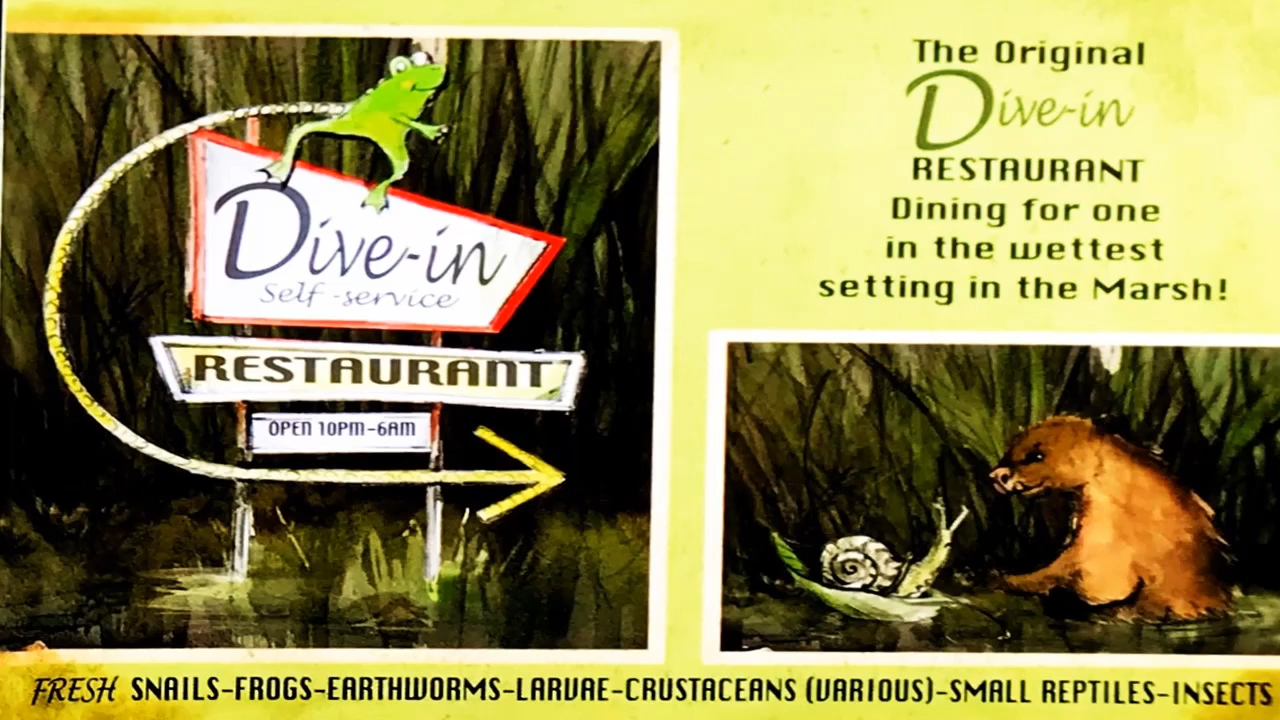 Dive-in
Self-service
RESTAURANT
OPEN 10PM-6AM
The Original
Dive-in
RESTAURANT
Dining for one
in the wettest
setting in the Marsh!
FRESH SNAILS-FROGS-EARTHWORMS-LARVAE-CRUSTACEANS (VARIOUS)-SMALL REPTILES-INSECTS